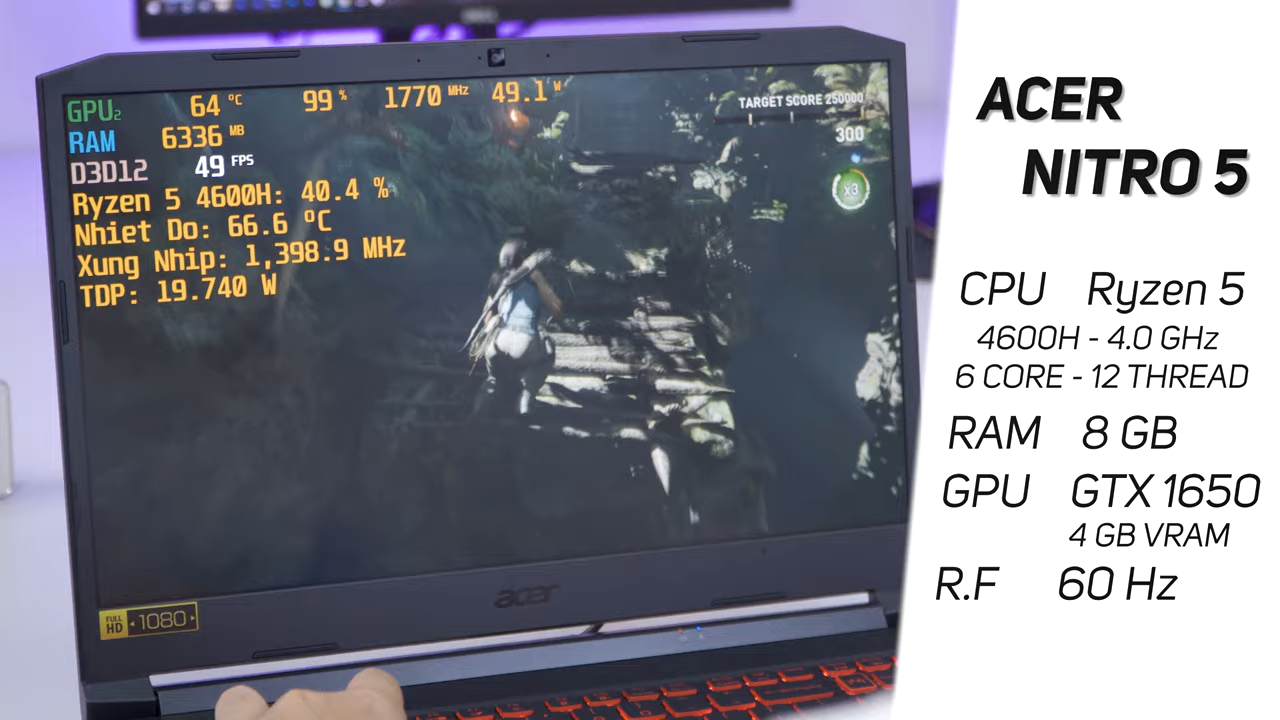 GPU2 64 °C 99 % 1770 MHz 49.1 W
RAM 6336 MB
D3D12 49 FPS
Ryzen 5 4600H: 40.4 %
Nhiet Do: 66.6 ºC
Xung Nhip: 1,398.9 MHz
TDP: 19.740 W
TARGET SCORE 250000
300
x3
acer
FULL HD 1080
ACER
NITRO 5
CPU Ryzen 5
4600H - 4.0 GHz
6 CORE - 12 THREAD
RAM 8 GB
GPU GTX 1650
4 GB VRAM
R.F 60 Hz